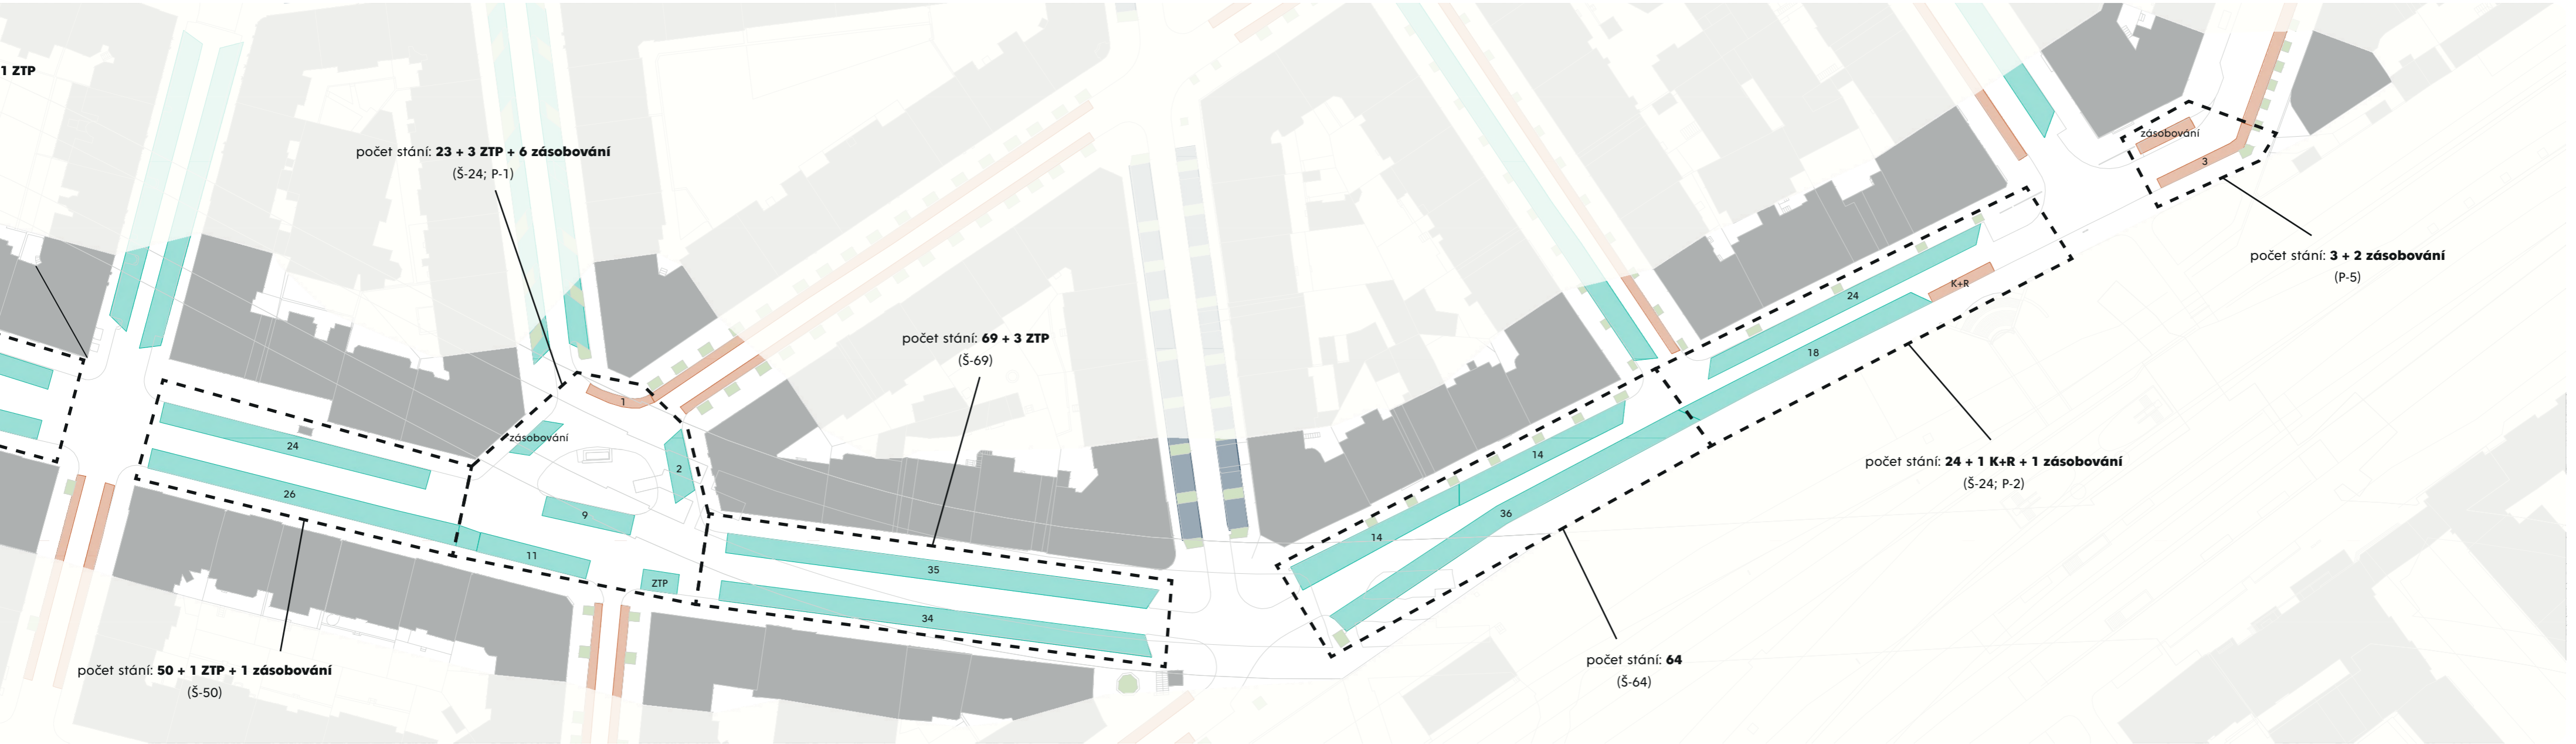 1 ZTP
počet stání: 23 + 3 ZTP + 6 zásobování
(Š-24; P-1)
zásobování
3
počet stání: 3 + 2 zásobování
(P-5)
24
K+R
18
počet stání: 69 + 3 ZTP
(Š-69)
1
zásobování
2
24
26
9
11
ZTP
35
34
14
14
36
počet stání: 24 + 1 K+R + 1 zásobování
(Š-24; P-2)
počet stání: 50 + 1 ZTP + 1 zásobování
(Š-50)
počet stání: 64
(Š-64)